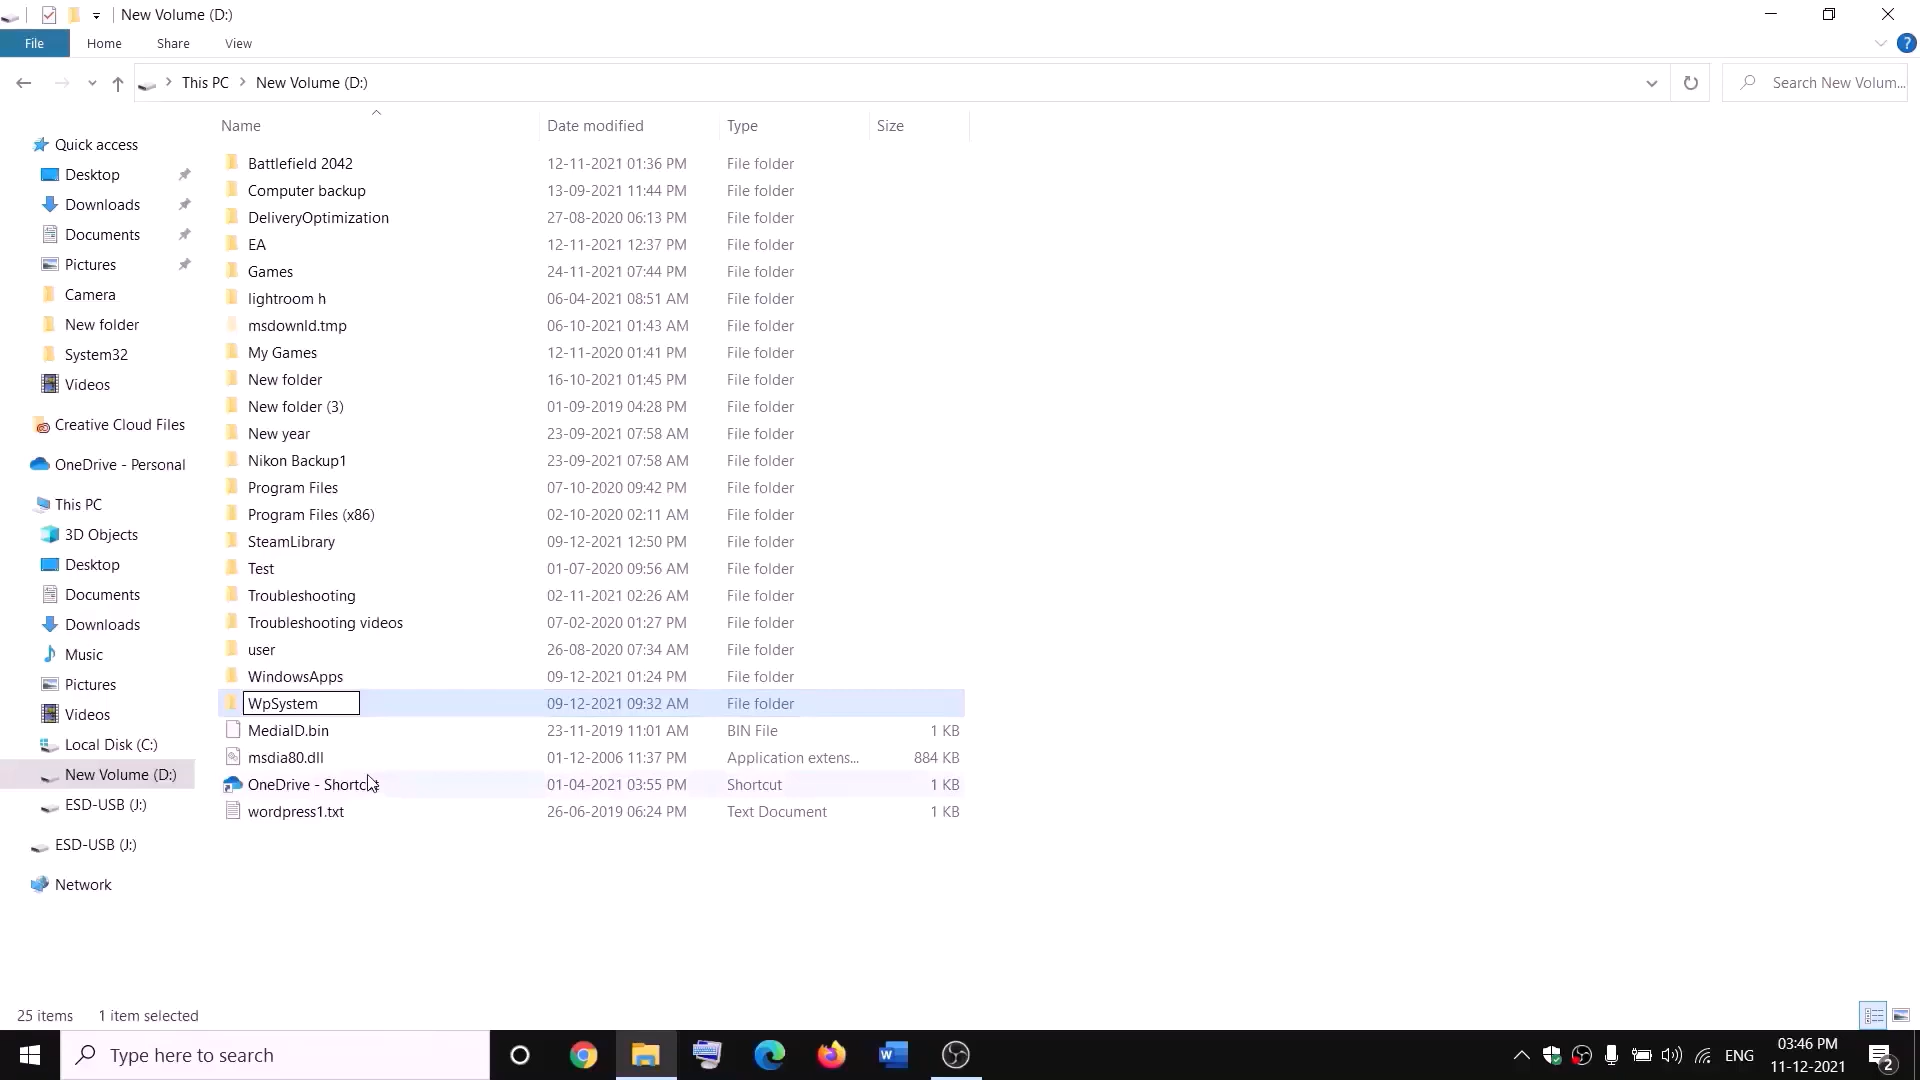 New Volume (D:)
File Home Share View
This PC New Volume (D:) Search New Volum...
Name Date modified Type Size
Quick access
Desktop
Downloads
Documents
Pictures
Camera
New folder
System32
Videos
Creative Cloud Files
OneDrive - Personal
This PC
3D Objects
Desktop
Documents
Downloads
Music
Pictures
Videos
Local Disk (C:)
New Volume (D:)
ESD-USB (J:)
ESD-USB (J:)
Network
Battlefield 2042 12-11-2021 01:36 PM File folder
Computer backup 13-09-2021 11:44 PM File folder
DeliveryOptimization 27-08-2020 06:13 PM File folder
EA 12-11-2021 12:37 PM File folder
Games 24-11-2021 07:44 PM File folder
lightroom h 06-04-2021 08:51 AM File folder
msdownld.tmp 06-10-2021 01:43 AM File folder
My Games 12-11-2020 01:41 PM File folder
New folder 16-10-2021 01:45 PM File folder
New folder (3) 01-09-2019 04:28 PM File folder
New year 23-09-2021 07:58 AM File folder
Nikon Backup1 23-09-2021 07:58 AM File folder
Program Files 07-10-2020 09:42 PM File folder
Program Files (x86) 02-10-2020 02:11 AM File folder
SteamLibrary 09-12-2021 12:50 PM File folder
Test 01-07-2020 09:56 AM File folder
Troubleshooting 02-11-2021 02:26 AM File folder
Troubleshooting videos 07-02-2020 01:27 PM File folder
user 26-08-2020 07:34 AM File folder
WindowsApps 09-12-2021 01:24 PM File folder
WpSystem 09-12-2021 09:32 AM File folder
MediaID.bin 23-11-2019 11:01 AM BIN File 1 KB
msdia80.dll 01-12-2006 11:37 PM Application extens... 884 KB
OneDrive - Shortcut 01-04-2021 03:55 PM Shortcut 1 KB
wordpress1.txt 26-06-2019 06:24 PM Text Document 1 KB
25 items 1 item selected
Type here to search
ENG
03:46 PM
11-12-2021
2